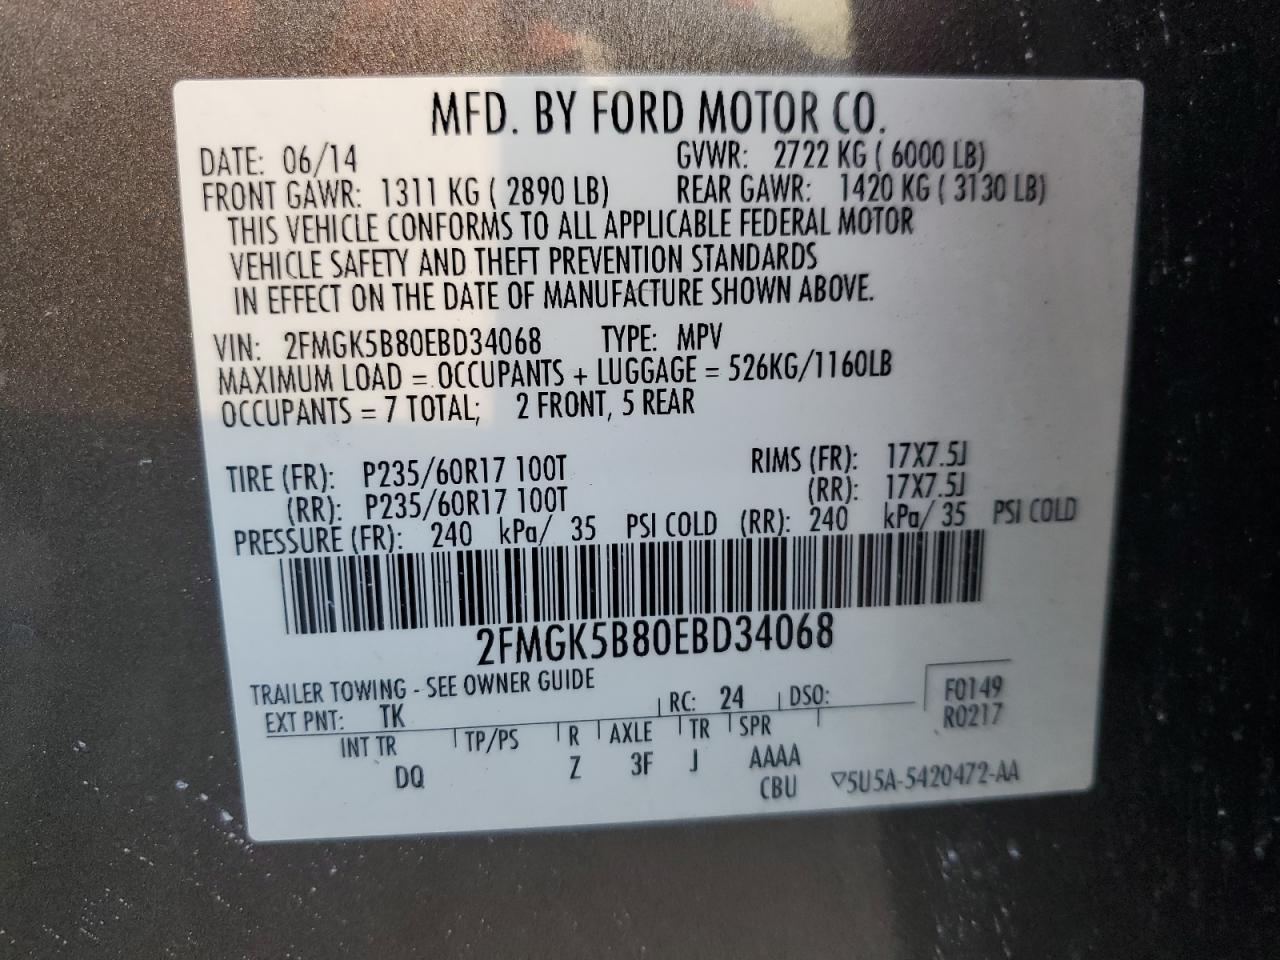 MFD. BY FORD MOTOR CO.
DATE: 06/14 GVWR: 2722 KG ( 6000 LB)
FRONT GAWR: 1311 KG ( 2890 LB) REAR GAWR: 1420 KG ( 3130 LB)
THIS VEHICLE CONFORMS TO ALL APPLICABLE FEDERAL MOTOR
VEHICLE SAFETY AND THEFT PREVENTION STANDARDS
IN EFFECT ON THE DATE OF MANUFACTURE SHOWN ABOVE.
VIN: 2FMGK5B80EBD34068 TYPE: MPV
MAXIMUM LOAD = OCCUPANTS + LUGGAGE = 526KG/1160LB
OCCUPANTS = 7 TOTAL; 2 FRONT, 5 REAR
TIRE (FR): P235/60R17 100T RIMS (FR): 17X7.5J
(RR): P235/60R17 100T (RR): 17X7.5J
PRESSURE (FR): 240 kPa/ 35 PSI COLD (RR): 240 kPa/ 35 PSI COLD
2FMGK5B80EBD34068
TRAILER TOWING - SEE OWNER GUIDE
EXT PNT: TK RC: 24 DSO: F0149
R0217
INT TR TP/PS R AXLE TR SPR
DQ Z 3F J AAAA
CBU ▽5U5A-5420472-AA